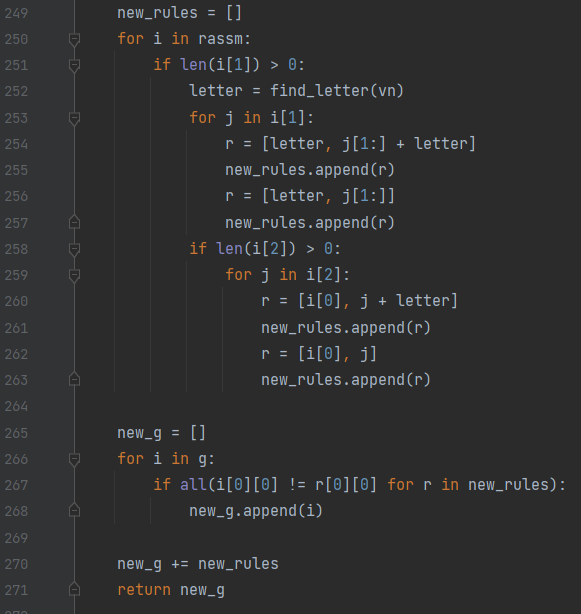 249 new_rules = []
250 for i in rassm:
251 if len(i[1]) > 0:
252 letter = find_letter(vn)
253 for j in i[1]:
254 r = [letter, j[1:] + letter]
255 new_rules.append(r)
256 r = [letter, j[1:]]
257 new_rules.append(r)
258 if len(i[2]) > 0:
259 for j in i[2]:
260 r = [i[0], j + letter]
261 new_rules.append(r)
262 r = [i[0], j]
263 new_rules.append(r)
264
265 new_g = []
266 for i in g:
267 if all(i[0][0] != r[0][0] for r in new_rules):
268 new_g.append(i)
269
270 new_g += new_rules
271 return new_g